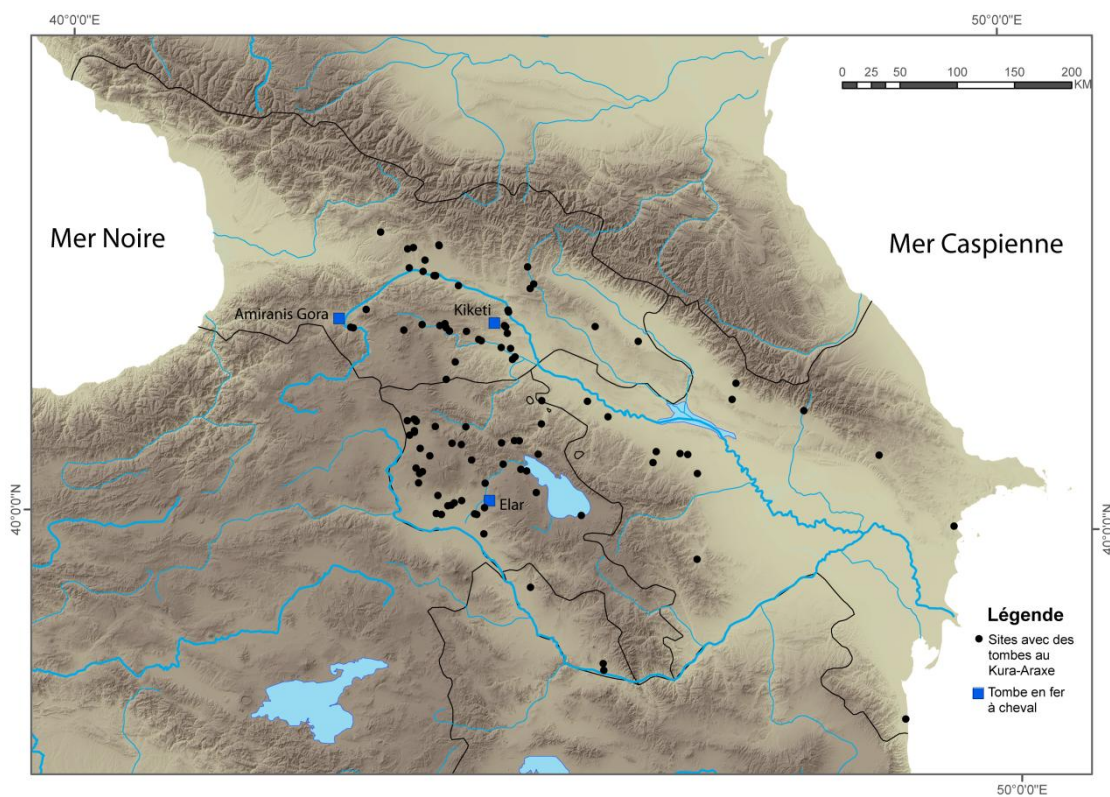 40°0'0"E
50°0'0"E
0 25 50 100 150 200
KM
Mer Noire
Mer Caspienne
Amiranis Gora
Kiketi
Elar
40°0'0"N
40°0'0"N
Légende
Sites avec des
tombes au
Kura-Araxe
Tombe en fer
à cheval
50°0'0"E